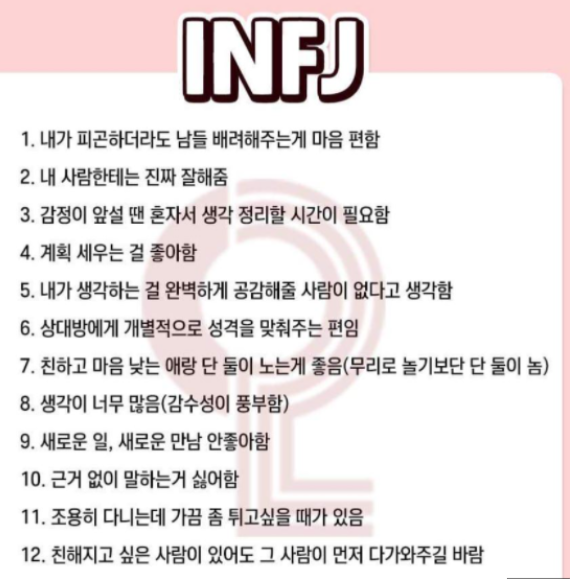 INFJ
1. 내가 피곤하더라도 남들 배려해주는게 마음 편함
2. 내 사람한테는 진짜 잘해줌
3. 감정이 앞설 땐 혼자서 생각 정리할 시간이 필요함
4. 계획 세우는 걸 좋아함
5. 내가 생각하는 걸 완벽하게 공감해줄 사람이 없다고 생각함
6. 상대방에게 개별적으로 성격을 맞춰주는 편임
7. 친하고 마음 낮는 애랑 단 둘이 노는게 좋음(무리로 놀기보단 단 둘이 놈)
8. 생각이 너무 많음(감수성이 풍부함)
9. 새로운 일, 새로운 만남 안좋아함
10. 근거 없이 말하는거 싫어함
11. 조용히 다니는데 가끔 좀 튀고싶을 때가 있음
12. 친해지고 싶은 사람이 있어도 그 사람이 먼저 다가와주길 바람